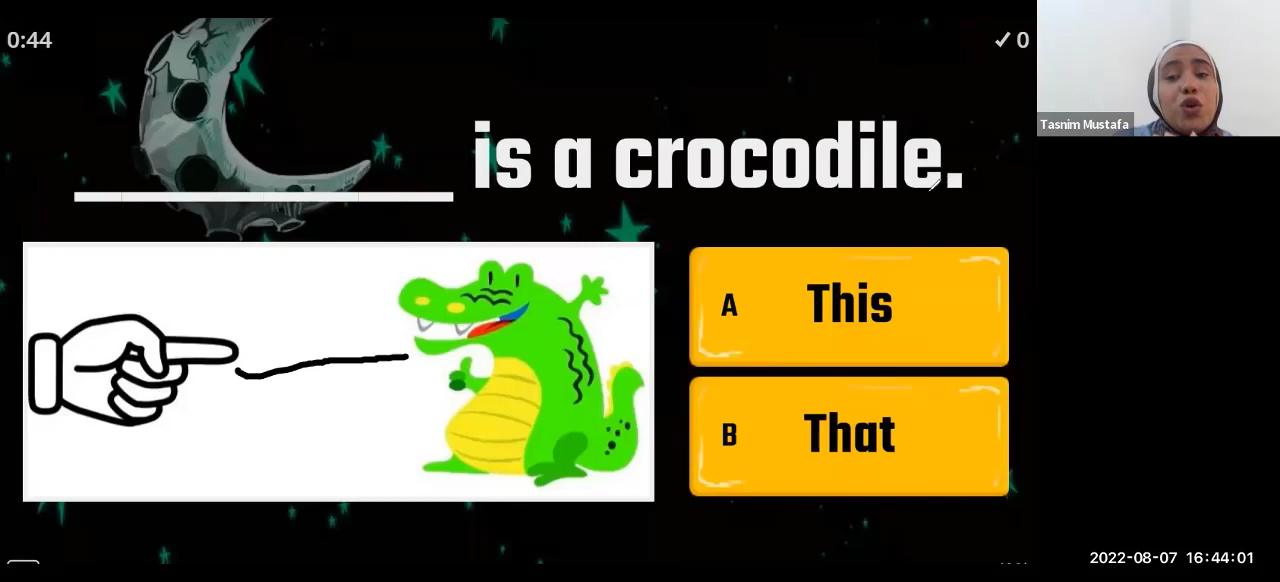 0:44
✓ 0
is a crocodile.
A This
B That
Tasnim Mustafa
2022-08-07 16:44:01